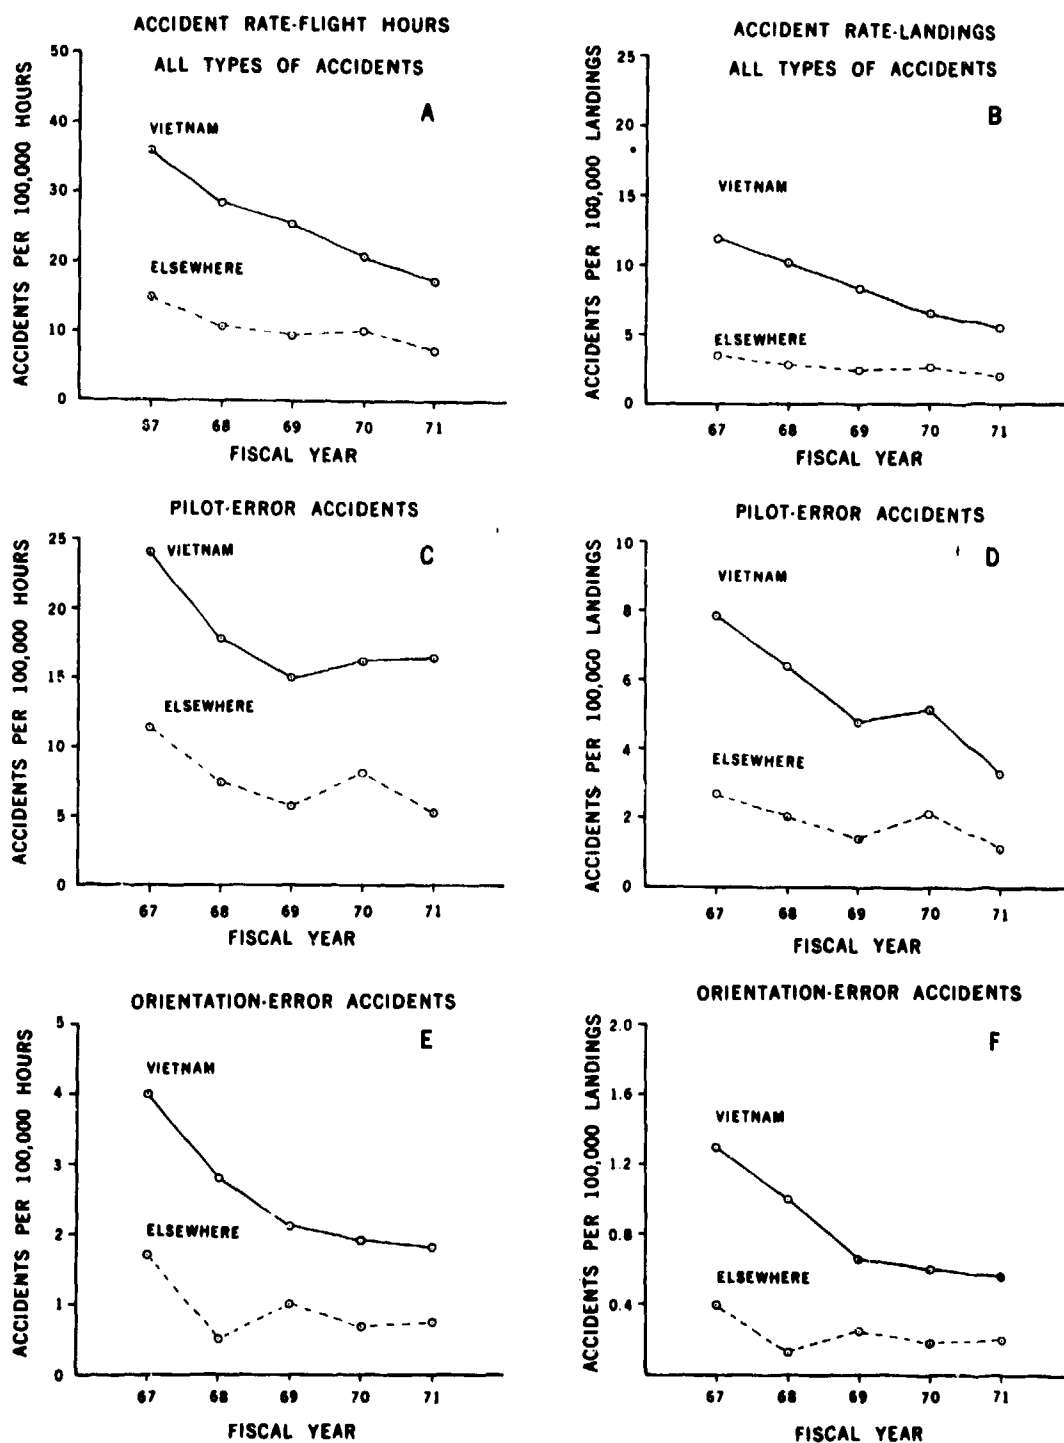 ACCIDENT RATE-FLIGHT HOURS
ALL TYPES OF ACCIDENTS
A
ACCIDENTS PER 100,000 HOURS
50
40
30
20
10
0
VIETNAM
ELSEWHERE
67 68 69 70 71
FISCAL YEAR
ACCIDENT RATE-LANDINGS
ALL TYPES OF ACCIDENTS
B
ACCIDENTS PER 100,000 LANDINGS
25
20
15
10
5
0
VIETNAM
ELSEWHERE
67 68 69 70 71
FISCAL YEAR
PILOT-ERROR ACCIDENTS
C
ACCIDENTS PER 100,000 HOURS
25
20
15
10
5
0
VIETNAM
ELSEWHERE
67 68 69 70 71
FISCAL YEAR
PILOT-ERROR ACCIDENTS
D
ACCIDENTS PER 100,000 LANDINGS
10
8
6
4
2
0
VIETNAM
ELSEWHERE
67 68 69 70 71
FISCAL YEAR
ORIENTATION-ERROR ACCIDENTS
E
ACCIDENTS PER 100,000 HOURS
5
4
3
2
1
0
VIETNAM
ELSEWHERE
67 68 69 70 71
FISCAL YEAR
ORIENTATION-ERROR ACCIDENTS
F
ACCIDENTS PER 100,000 LANDINGS
2.0
1.6
1.2
0.8
0.4
VIETNAM
ELSEWHERE
67 68 69 70 71
FISCAL YEAR